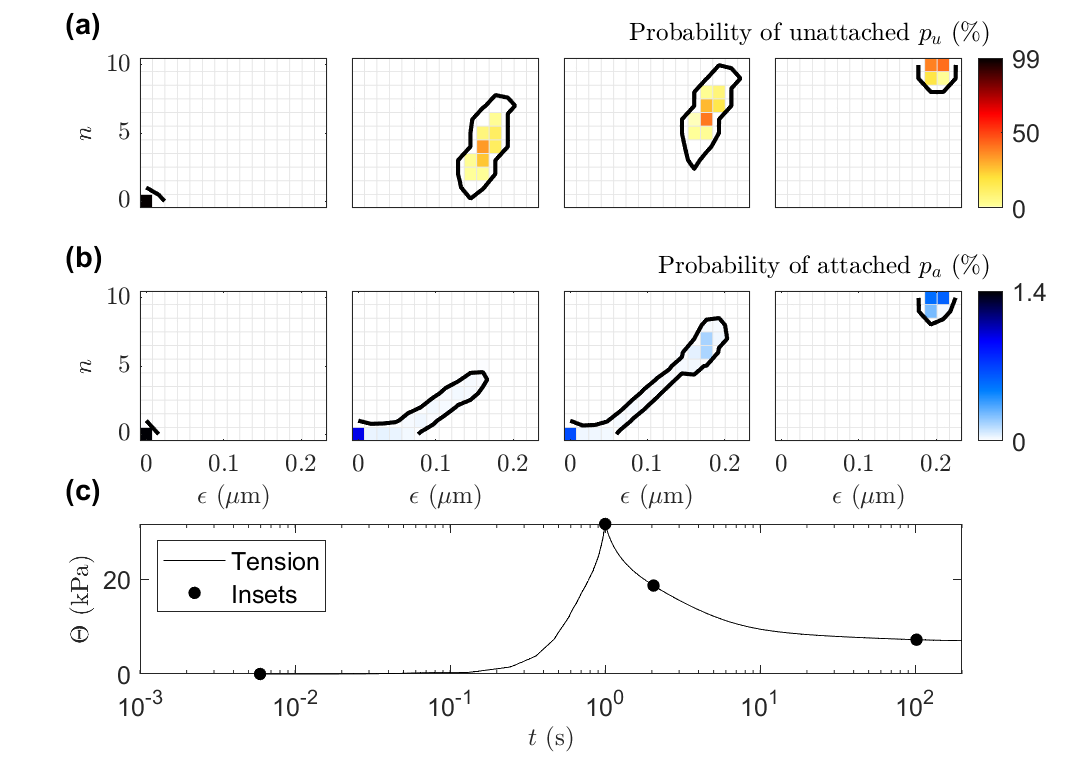 (a)
Probability of unattached p_u (%)
10
5
0
n
99
50
0
(b)
Probability of attached p_a (%)
10
5
0
n
1.4
0
0 0.1 0.2 0 0.1 0.2 0 0.1 0.2 0 0.1 0.2
ϵ (μm) ϵ (μm) ϵ (μm) ϵ (μm)
(c)
Tension
Insets
20
0
Θ (kPa)
10^-3 10^-2 10^-1 10^0 10^1 10^2
t (s)